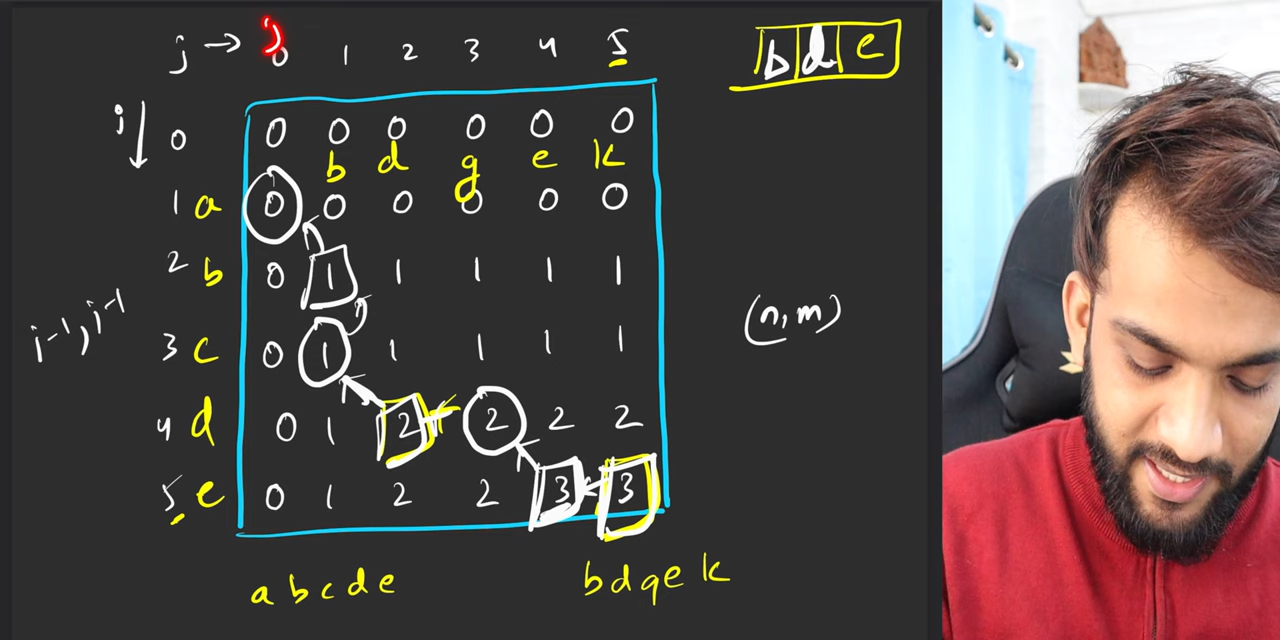 j → 0 1 2 3 4 5
b d e
i ↓ 0 0 0 0 0 0 0
b d g e k
1 a 0 0 0 0 0 0
2 b 0 1 1 1 1 1
i-1, j-1
(n,m)
3 c 0 1 1 1 1 1
4 d 0 1 2 2 2 2
5 e 0 1 2 2 3 3
a b c d e
b d g e k